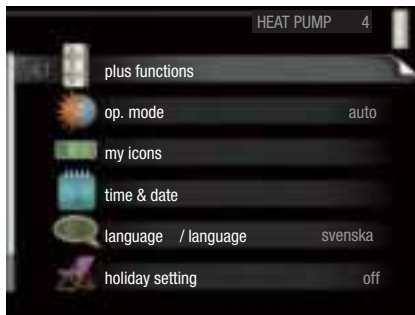 HEAT PUMP 4
plus functions
op. mode auto
my icons
time & date
language / language svenska
holiday setting off